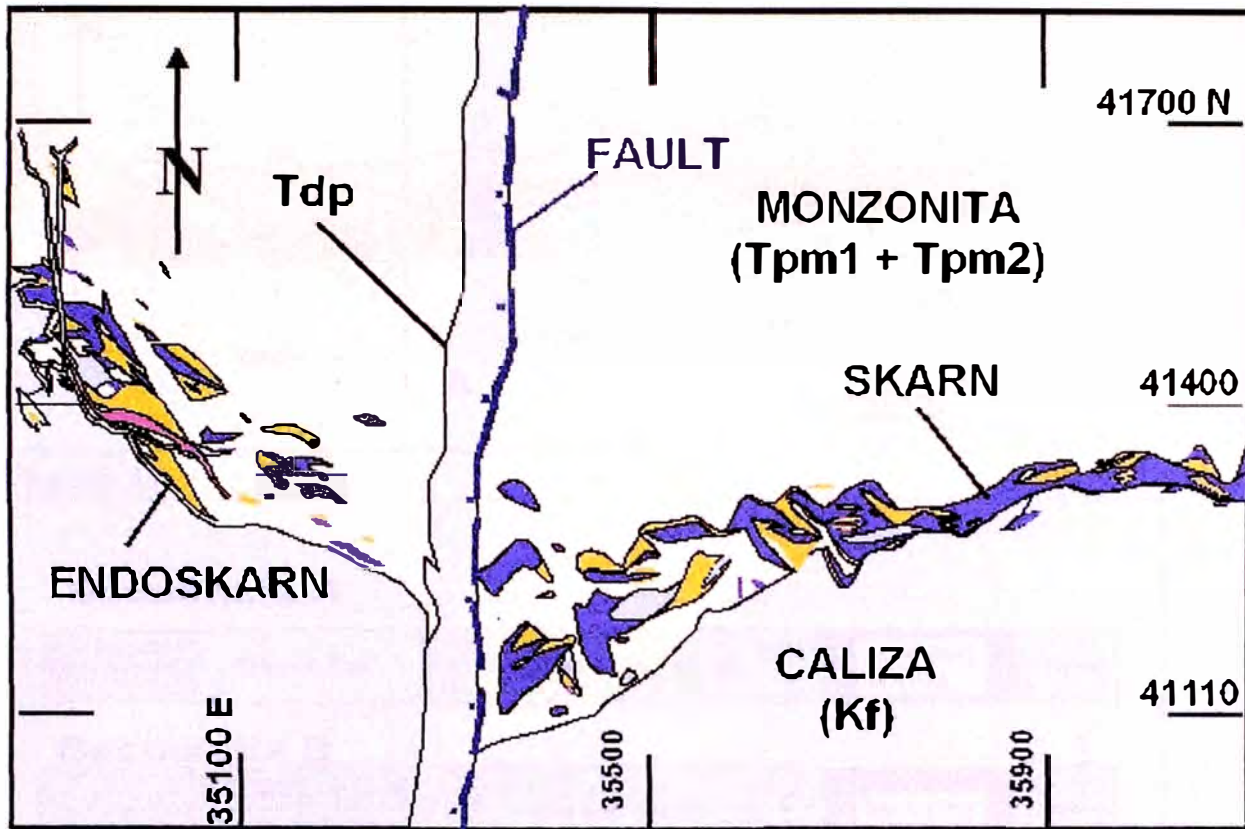 41700 N
N
FAULT
Tdp
MONZONITA
(Tpm1 + Tpm2)
SKARN
41400
ENDOSKARN
CALIZA
(Kf)
41110
35100 E
35500
35900